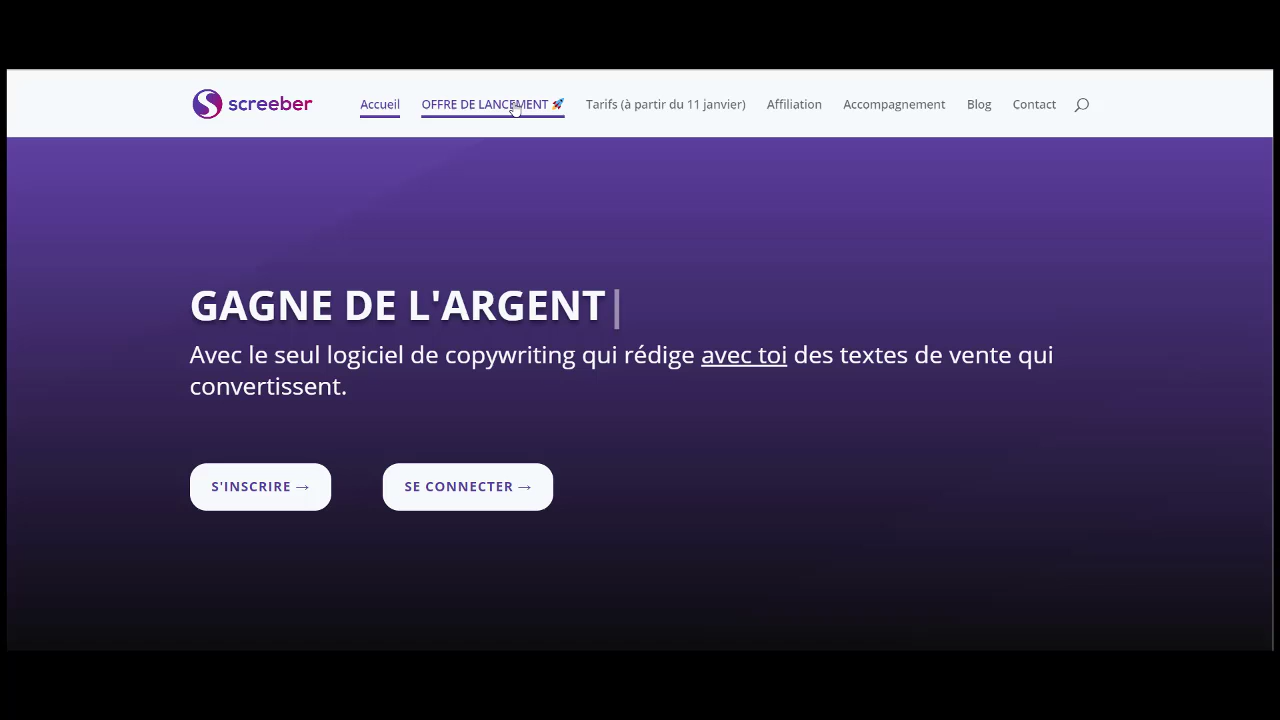 screeber
Accueil
OFFRE DE LANCEMENT 🚀
Tarifs (à partir du 11 janvier)
Affiliation
Accompagnement
Blog
Contact
GAGNE DE L'ARGENT|
Avec le seul logiciel de copywriting qui rédige avec toi des textes de vente qui
convertissent.
S'INSCRIRE →
SE CONNECTER →